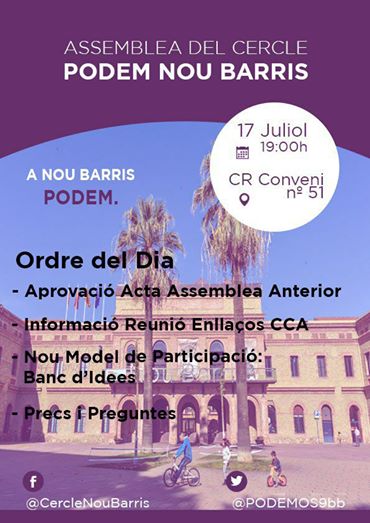 ASSEMBLEA DEL CERCLE
PODEM NOU BARRIS
17 Juliol
19:00h
CR Conveni
nº 51
A NOU BARRIS
PODEM.
Ordre del Dia
- Aprovació Acta Assemblea Anterior
- Informació Reunió Enllaços CCA
- Nou Model de Participació:
Banc d'Idees
- Precs i Preguntes
@CercleNouBarris
@PODEMOS9bb